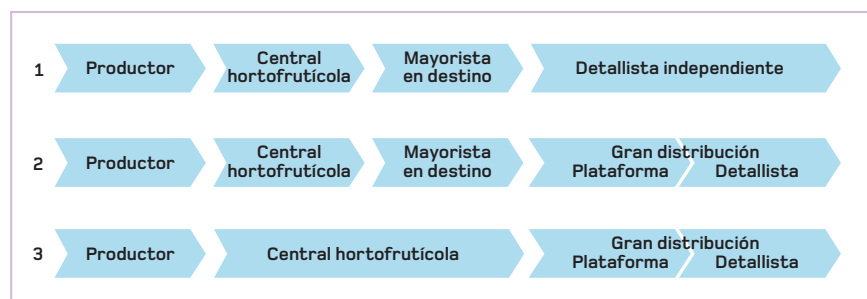 1 Productor Central hortofrutícola Mayorista en destino Detallista independiente
2 Productor Central hortofrutícola Mayorista en destino Gran distribución Plataforma Detallista
3 Productor Central hortofrutícola Gran distribución Plataforma Detallista